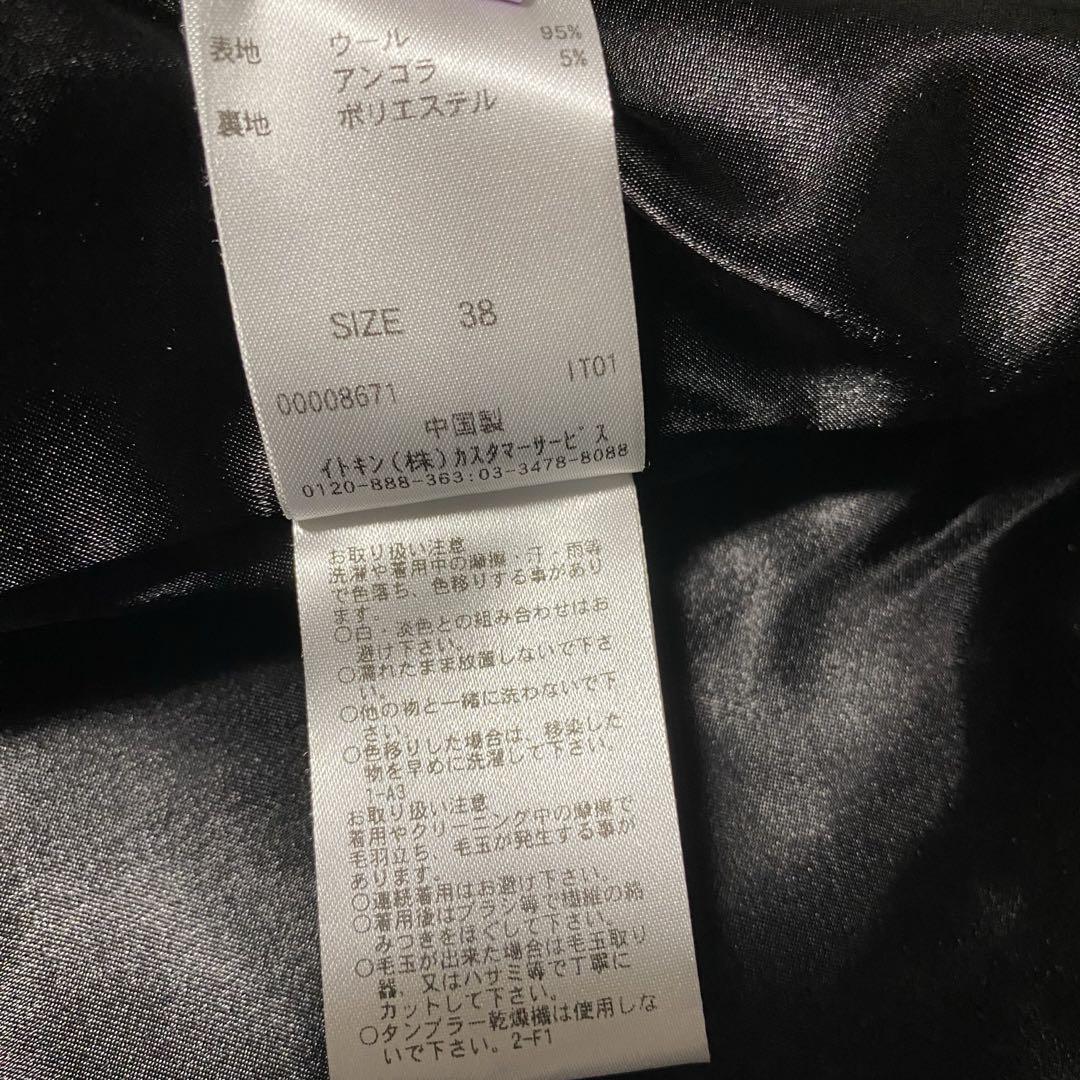 表地 ウール 95%
アンゴラ 5%
裏地 ポリエステル
SIZE 38
00008671 IT01
中国製
イトキン(株)カスタマーサービス
0120-888-363:03-3478-8088
お取り扱い注意
洗濯や着用中の摩擦・汗・雨等
で色落ち、色移りする事があり
ます。
○白・淡色との組み合わせはお
避け下さい。
○濡れたまま放置しないで下さ
い。
○他の物と一緒に洗わないで下
さい。
○色移りした場合は、移染した
物を早めに洗濯して下さい。
1-A3
お取り扱い注意
着用やクリーニング中の摩擦で
毛羽立ち、毛玉が発生する事が
あります。
○連続着用はお避け下さい。
○着用後はブラシ等で繊維の絡
みつきをほぐして下さい。
○毛玉が出来た場合は毛玉取り
器、又はハサミ等で丁寧に
カットして下さい。
○タンブラー乾燥機は使用しな
いで下さい。2-F1